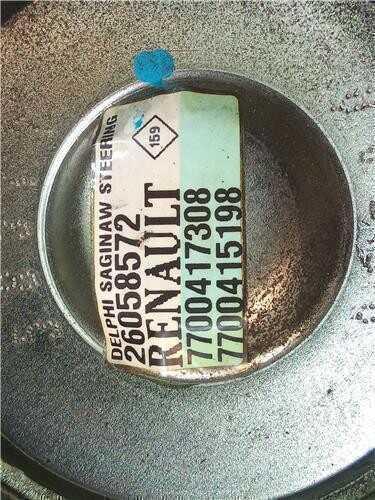 DELPHI SAGINAW STEERING
26058572
159
RENAULT
7700417308
7700415198